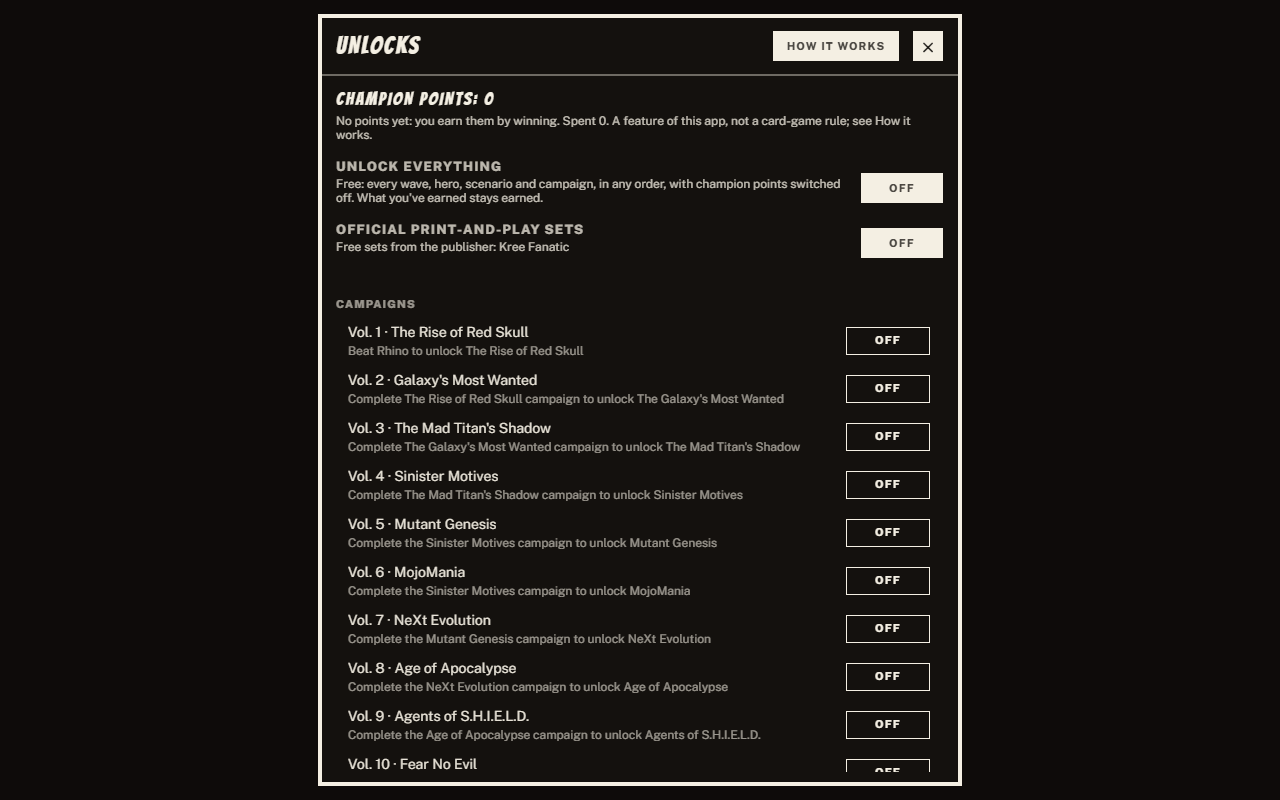 UNLOCKS
HOW IT WORKS
×
CHAMPION POINTS: 0
No points yet: you earn them by winning. Spent 0. A feature of this app, not a card-game rule; see How it
works.
UNLOCK EVERYTHING
Free: every wave, hero, scenario and campaign, in any order, with champion points switched
off. What you've earned stays earned.
OFF
OFFICIAL PRINT-AND-PLAY SETS
Free sets from the publisher: Kree Fanatic
OFF
CAMPAIGNS
Vol. 1 · The Rise of Red Skull
Beat Rhino to unlock The Rise of Red Skull
OFF
Vol. 2 · Galaxy's Most Wanted
Complete The Rise of Red Skull campaign to unlock The Galaxy's Most Wanted
OFF
Vol. 3 · The Mad Titan's Shadow
Complete The Galaxy's Most Wanted campaign to unlock The Mad Titan's Shadow
OFF
Vol. 4 · Sinister Motives
Complete The Mad Titan's Shadow campaign to unlock Sinister Motives
OFF
Vol. 5 · Mutant Genesis
Complete the Sinister Motives campaign to unlock Mutant Genesis
OFF
Vol. 6 · MojoMania
Complete the Sinister Motives campaign to unlock MojoMania
OFF
Vol. 7 · NeXt Evolution
Complete the Mutant Genesis campaign to unlock NeXt Evolution
OFF
Vol. 8 · Age of Apocalypse
Complete the NeXt Evolution campaign to unlock Age of Apocalypse
OFF
Vol. 9 · Agents of S.H.I.E.L.D.
Complete the Age of Apocalypse campaign to unlock Agents of S.H.I.E.L.D.
OFF
Vol. 10 · Fear No Evil
OFF